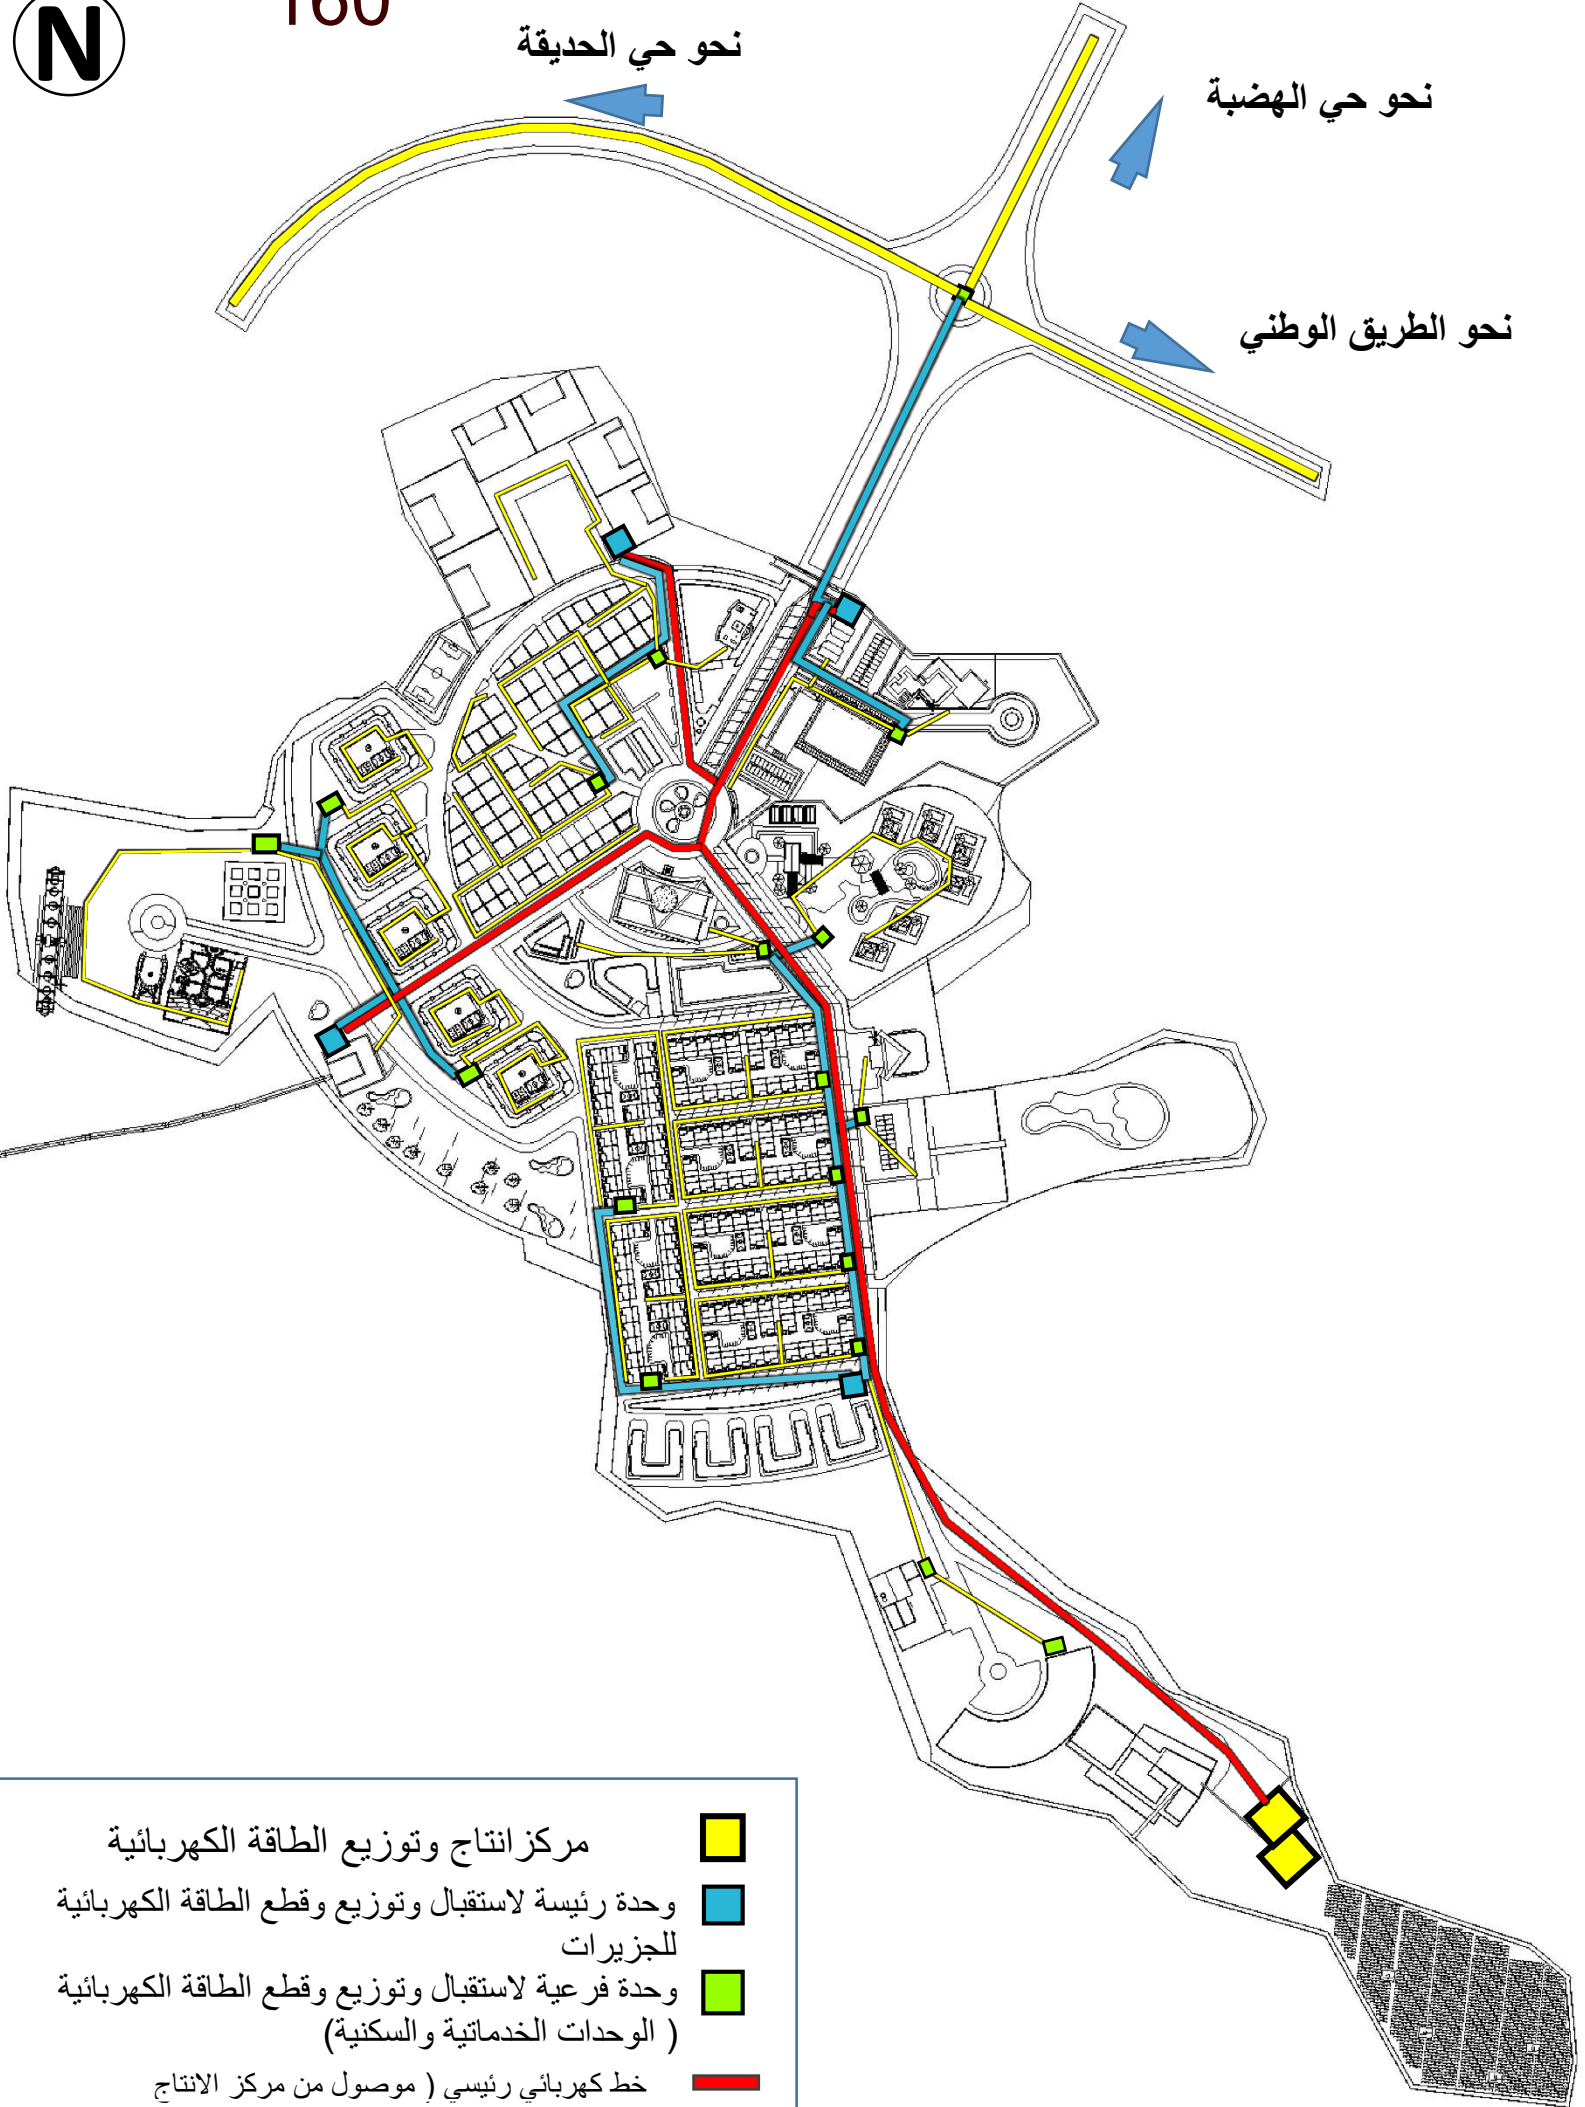 N
160
نحو حي الحديقة
نحو حي الهضبة
نحو الطريق الوطني
مركزانتاج وتوزيع الطاقة الكهربائية
وحدة رئيسة لاستقبال وتوزيع وقطع الطاقة الكهربائية
للجزيرات
وحدة فرعية لاستقبال وتوزيع وقطع الطاقة الكهربائية
( الوحدات الخدماتية والسكنية)
خط كهربائي رئيسي ( موصول من مركز الانتاج